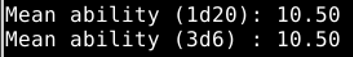 Mean ability (1d20): 10.50
Mean ability (3d6) : 10.50